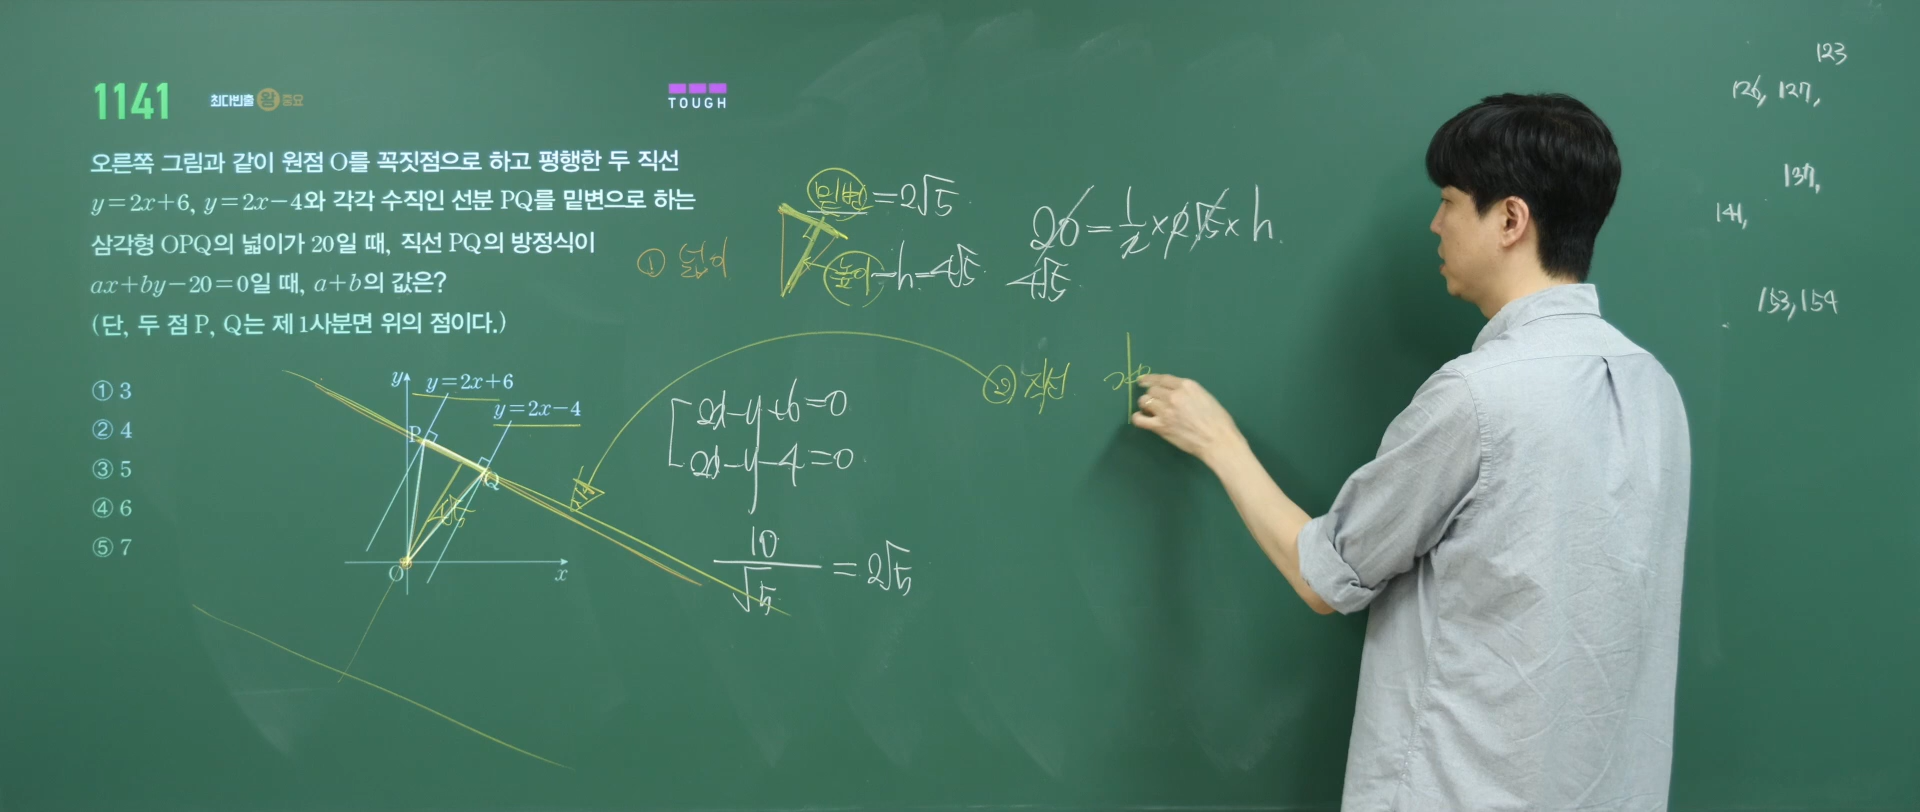 1141 최다빈출 왕 중요
TOUGH
오른쪽 그림과 같이 원점 O를 꼭짓점으로 하고 평행한 두 직선
y=2x+6, y=2x-4와 각각 수직인 선분 PQ를 밑변으로 하는
삼각형 OPQ의 넓이가 20일 때, 직선 PQ의 방정식이
ax+by-20=0일 때, a+b의 값은?
(단, 두 점 P, Q는 제1사분면 위의 점이다.)
① 3
② 4
③ 5
④ 6
⑤ 7
y
y=2x+6
y=2x-4
P
Q
4√5
O
x
① 넓이
밑변=2√5
높이-h=4√5
20=1/2×2√5×h
4√5
2x-y+6=0
2x-y-4=0
10/√5=2√5
② 직선
123
126, 127,
137,
141,
153,154